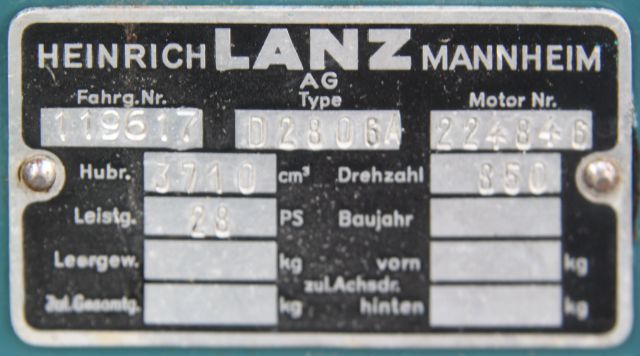 HEINRICH LANZ MANNHEIM
AG
Fahrg.Nr. Type Motor Nr.
119617 D2806A 224846
Hubr. 3710 cm³ Drehzahl 850
Leistg. 28 PS Baujahr
Leergew. kg vorn kg
zul.Achsdr.
Zul.Gesamtg. kg hinten kg